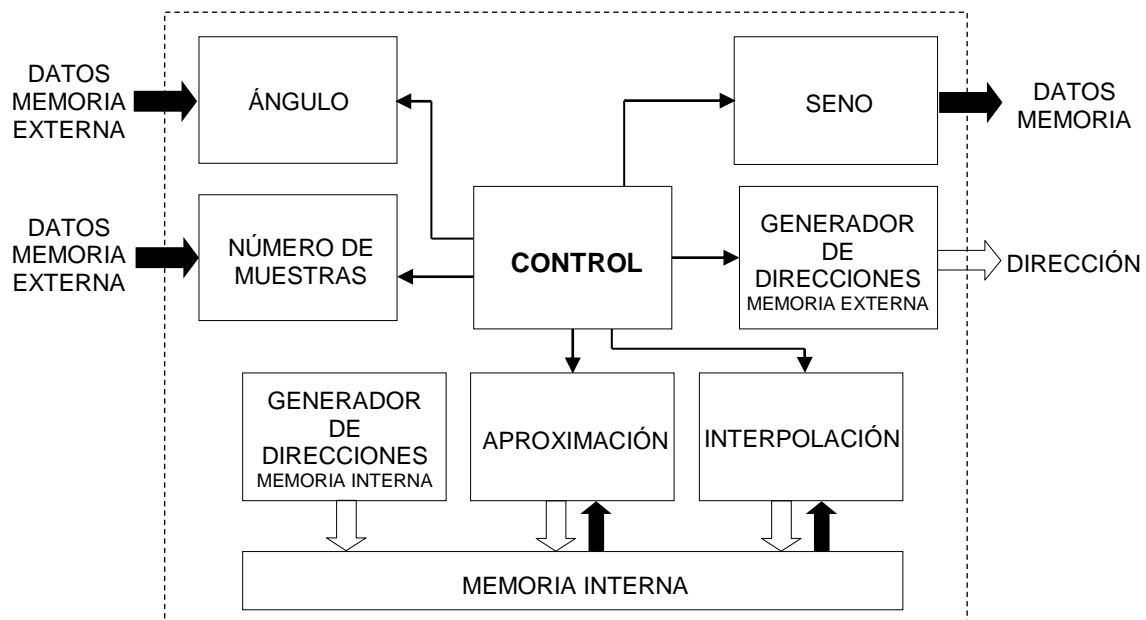 DATOS
MEMORIA
EXTERNA
ÁNGULO
SENO
DATOS
MEMORIA
DATOS
MEMORIA
EXTERNA
NÚMERO DE
MUESTRAS
CONTROL
GENERADOR
DE
DIRECCIONES
MEMORIA EXTERNA
DIRECCIÓN
GENERADOR
DE
DIRECCIONES
MEMORIA INTERNA
APROXIMACIÓN
INTERPOLACIÓN
MEMORIA INTERNA